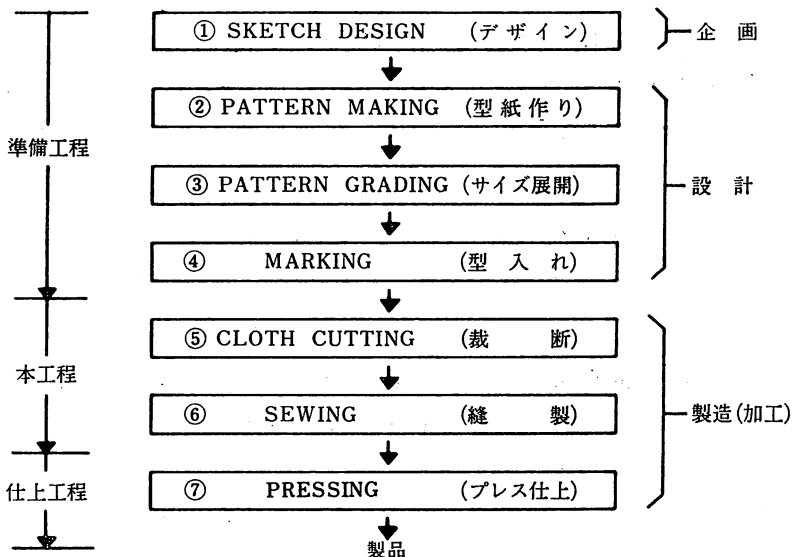 ① SKETCH DESIGN (デザイン)
企画
② PATTERN MAKING (型紙作り)
準備工程
③ PATTERN GRADING (サイズ展開)
設計
④ MARKING (型入れ)
⑤ CLOTH CUTTING (裁断)
本工程
⑥ SEWING (縫製)
製造(加工)
⑦ PRESSING (プレス仕上)
仕上工程
製品